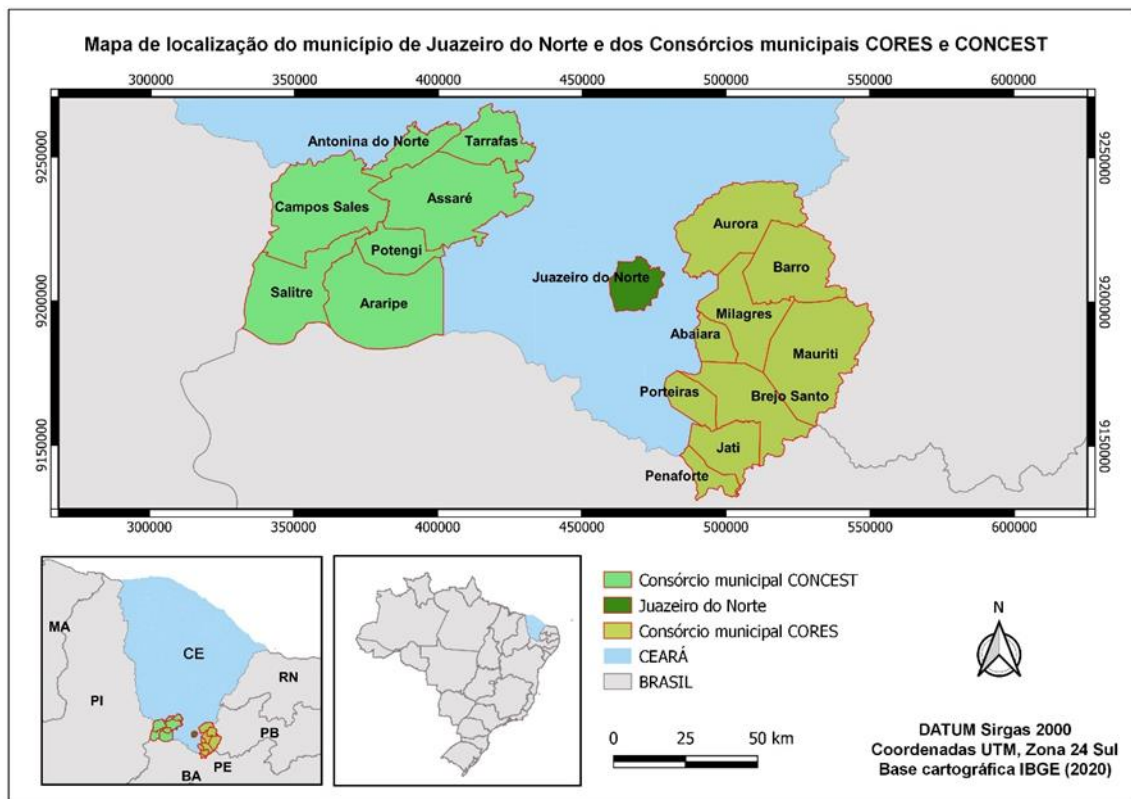 Mapa de localização do município de Juazeiro do Norte e dos Consórcios municipais CORES e CONCEST
300000 350000 400000 450000 500000 550000 600000
9250000
9250000
Antonina do Norte
Tarrafas
Campos Sales
Assaré
Aurora
Potengi
Barro
Juazeiro do Norte
Salitre
Araripe
9200000
9200000
Milagres
Abaiara
Mauriti
Porteiras
Brejo Santo
9150000
9150000
Jati
Penaforte
300000 350000 400000 450000 500000 550000 600000
MA
CE
PI
RN
PB
PE
BA
Consórcio municipal CONCEST
Juazeiro do Norte
Consórcio municipal CORES
CEARÁ
BRASIL
N
0 25 50 km
DATUM Sirgas 2000
Coordenadas UTM, Zona 24 Sul
Base cartográfica IBGE (2020)